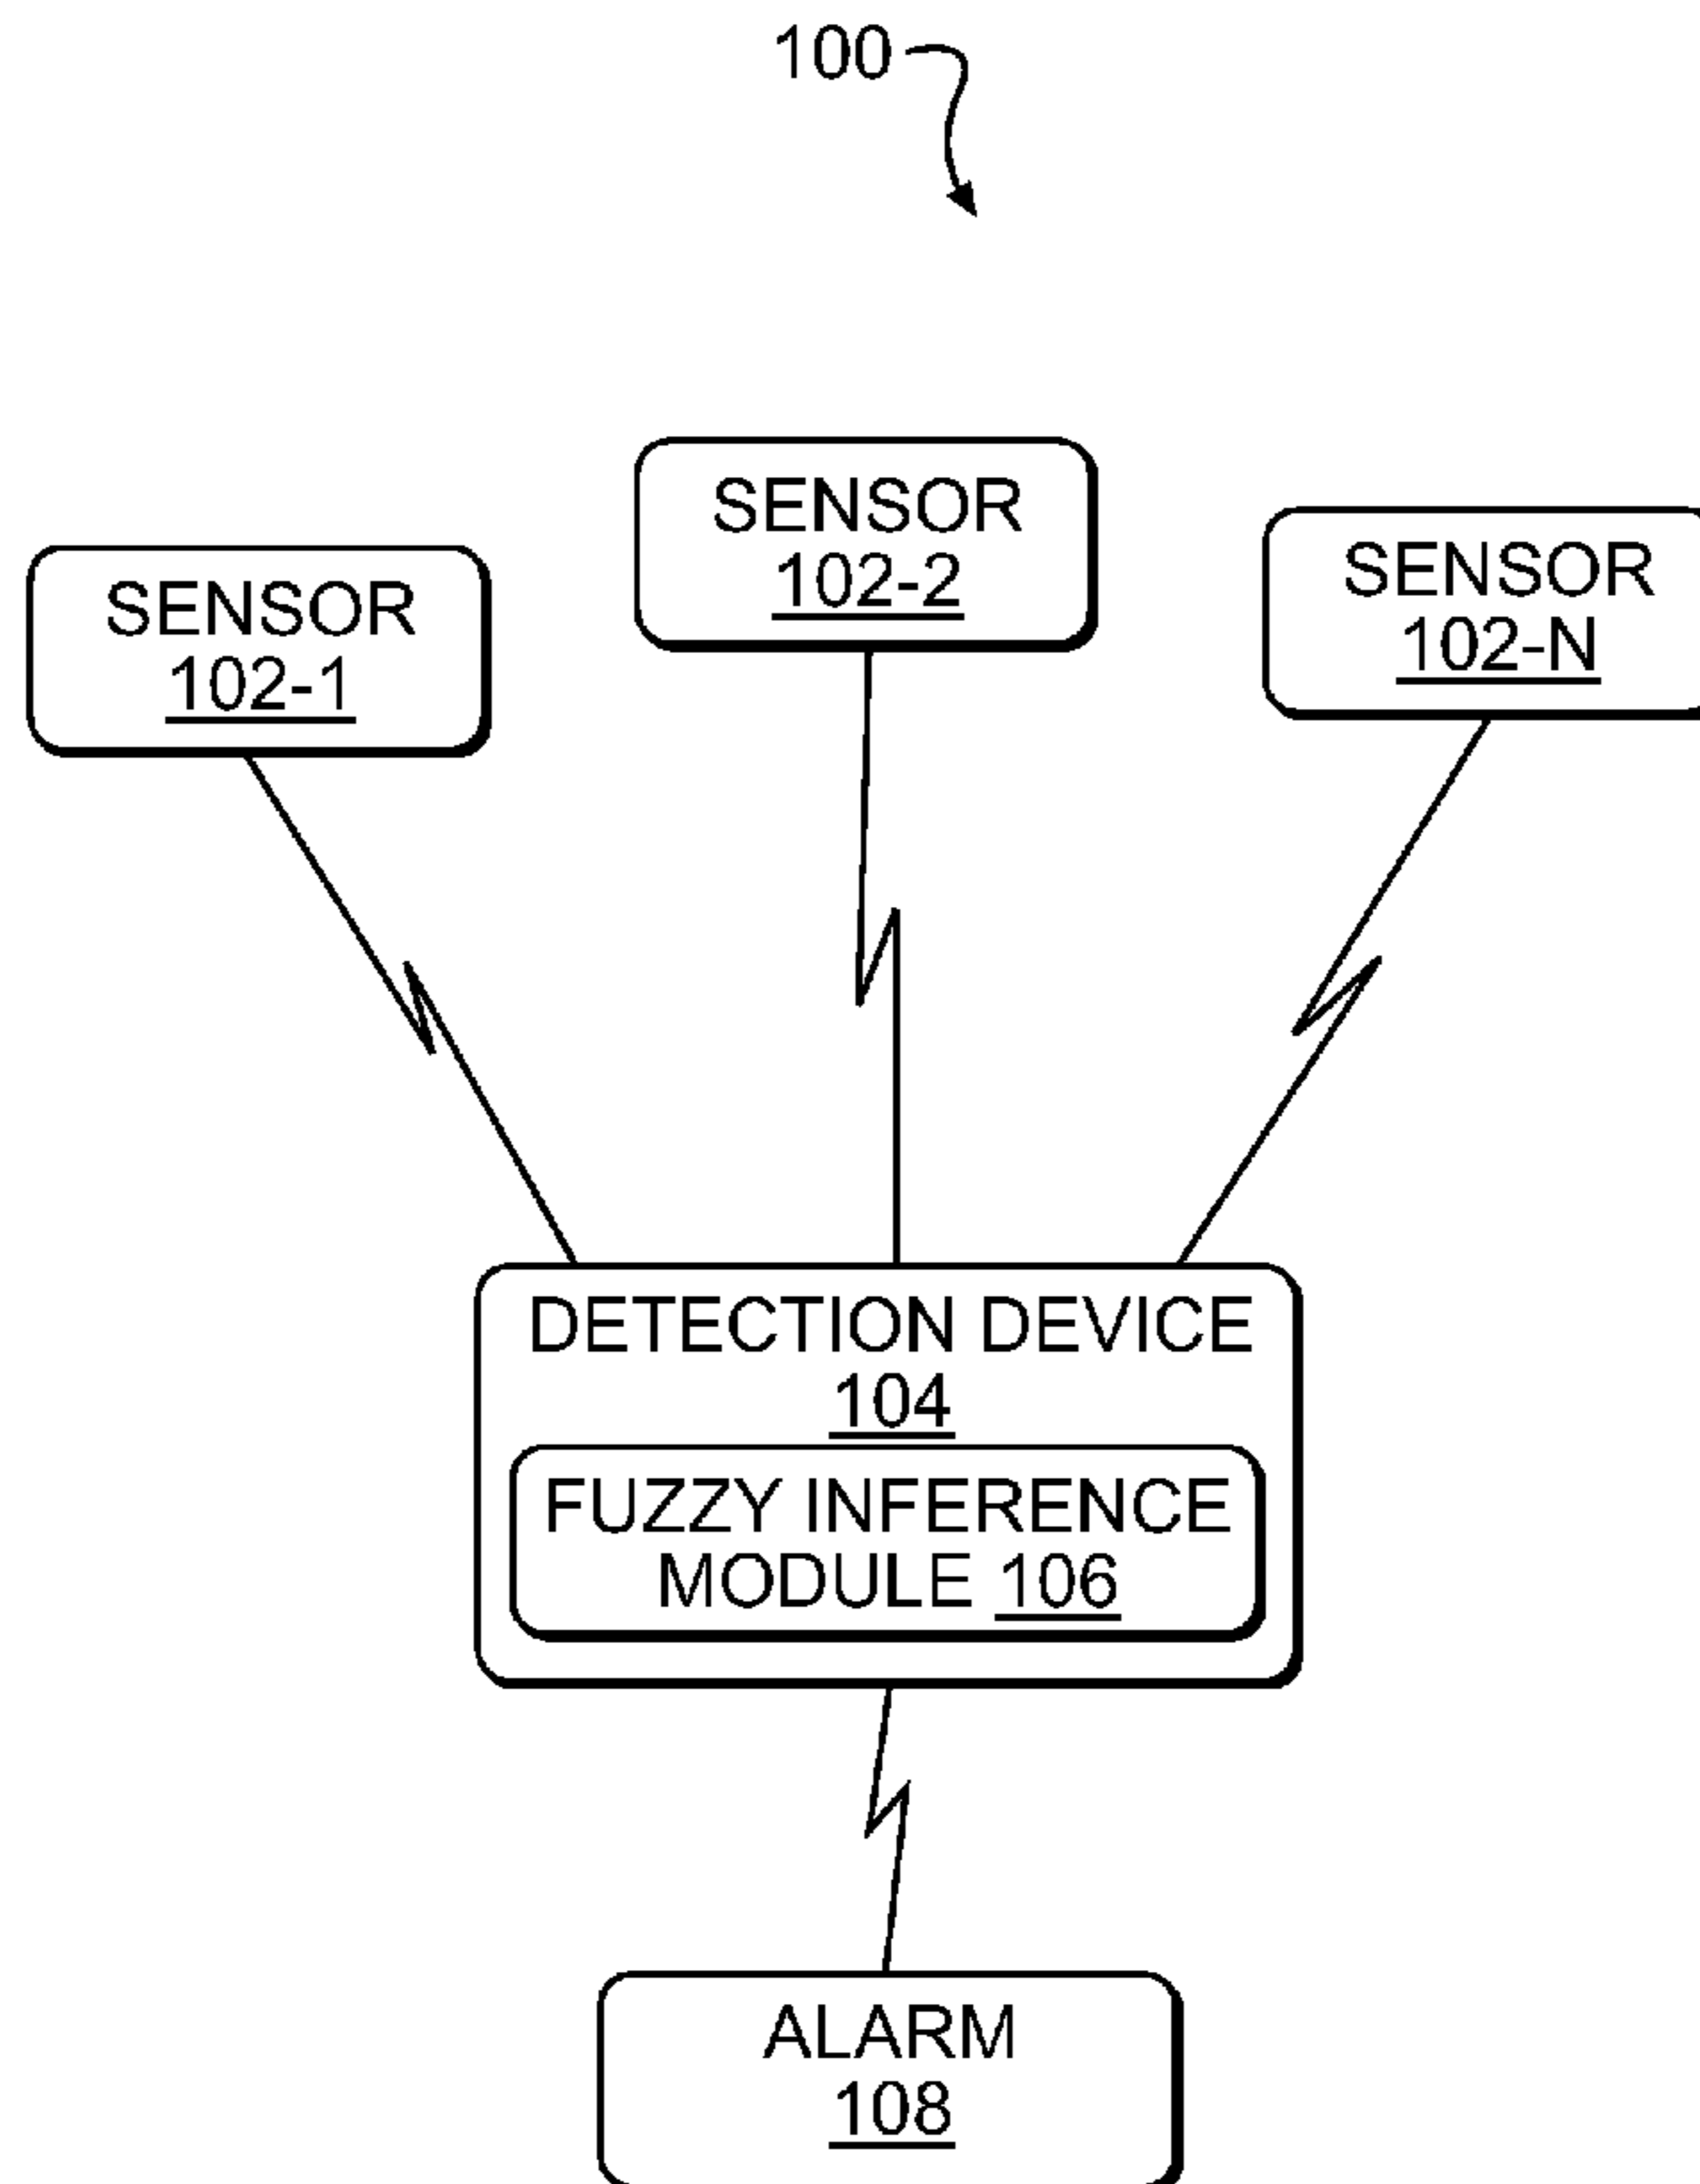 100
SENSOR
102-1
SENSOR
102-2
SENSOR
102-N
DETECTION DEVICE
104
FUZZY INFERENCE
MODULE 106
ALARM
108